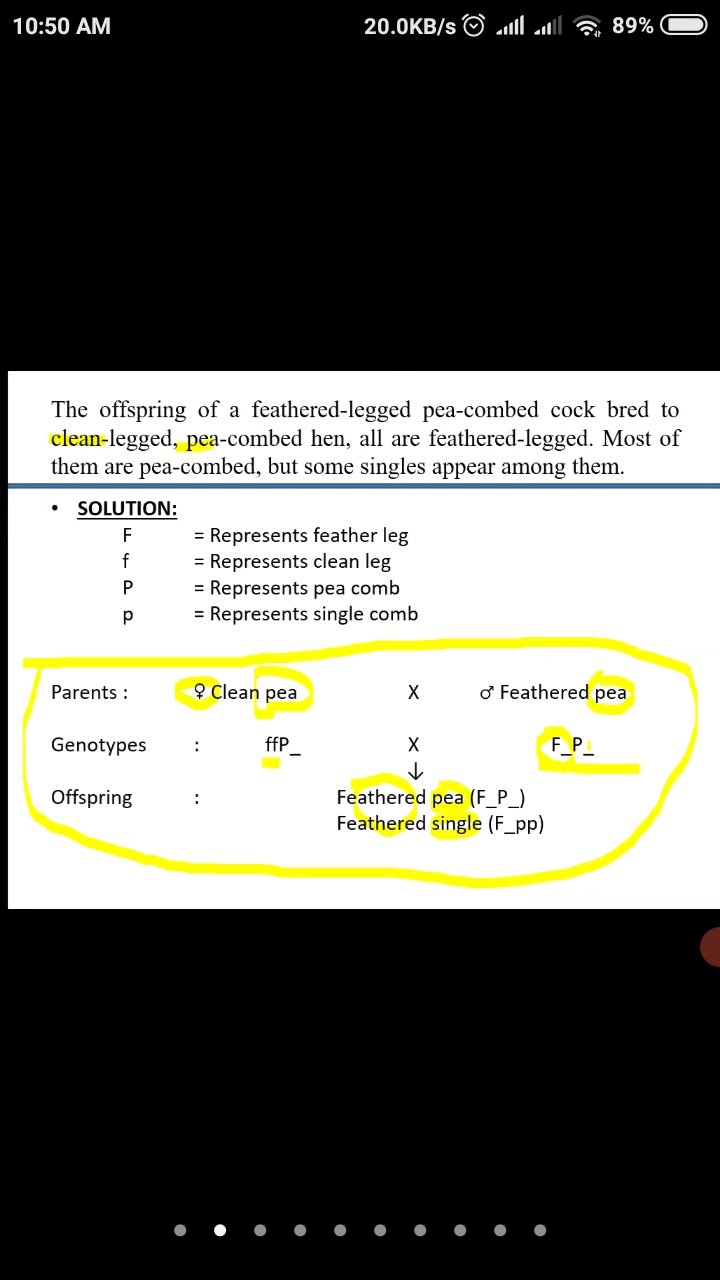 10:50 AM 20.0KB/s 89%
The offspring of a feathered-legged pea-combed cock bred to
clean-legged, pea-combed hen, all are feathered-legged. Most of
them are pea-combed, but some singles appear among them.
• SOLUTION:
F = Represents feather leg
f = Represents clean leg
P = Represents pea comb
p = Represents single comb
Parents : ♀ Clean pea X ♂ Feathered pea
Genotypes : ffP_ X F_P_
↓
Offspring : Feathered pea (F_P_)
Feathered single (F_pp)